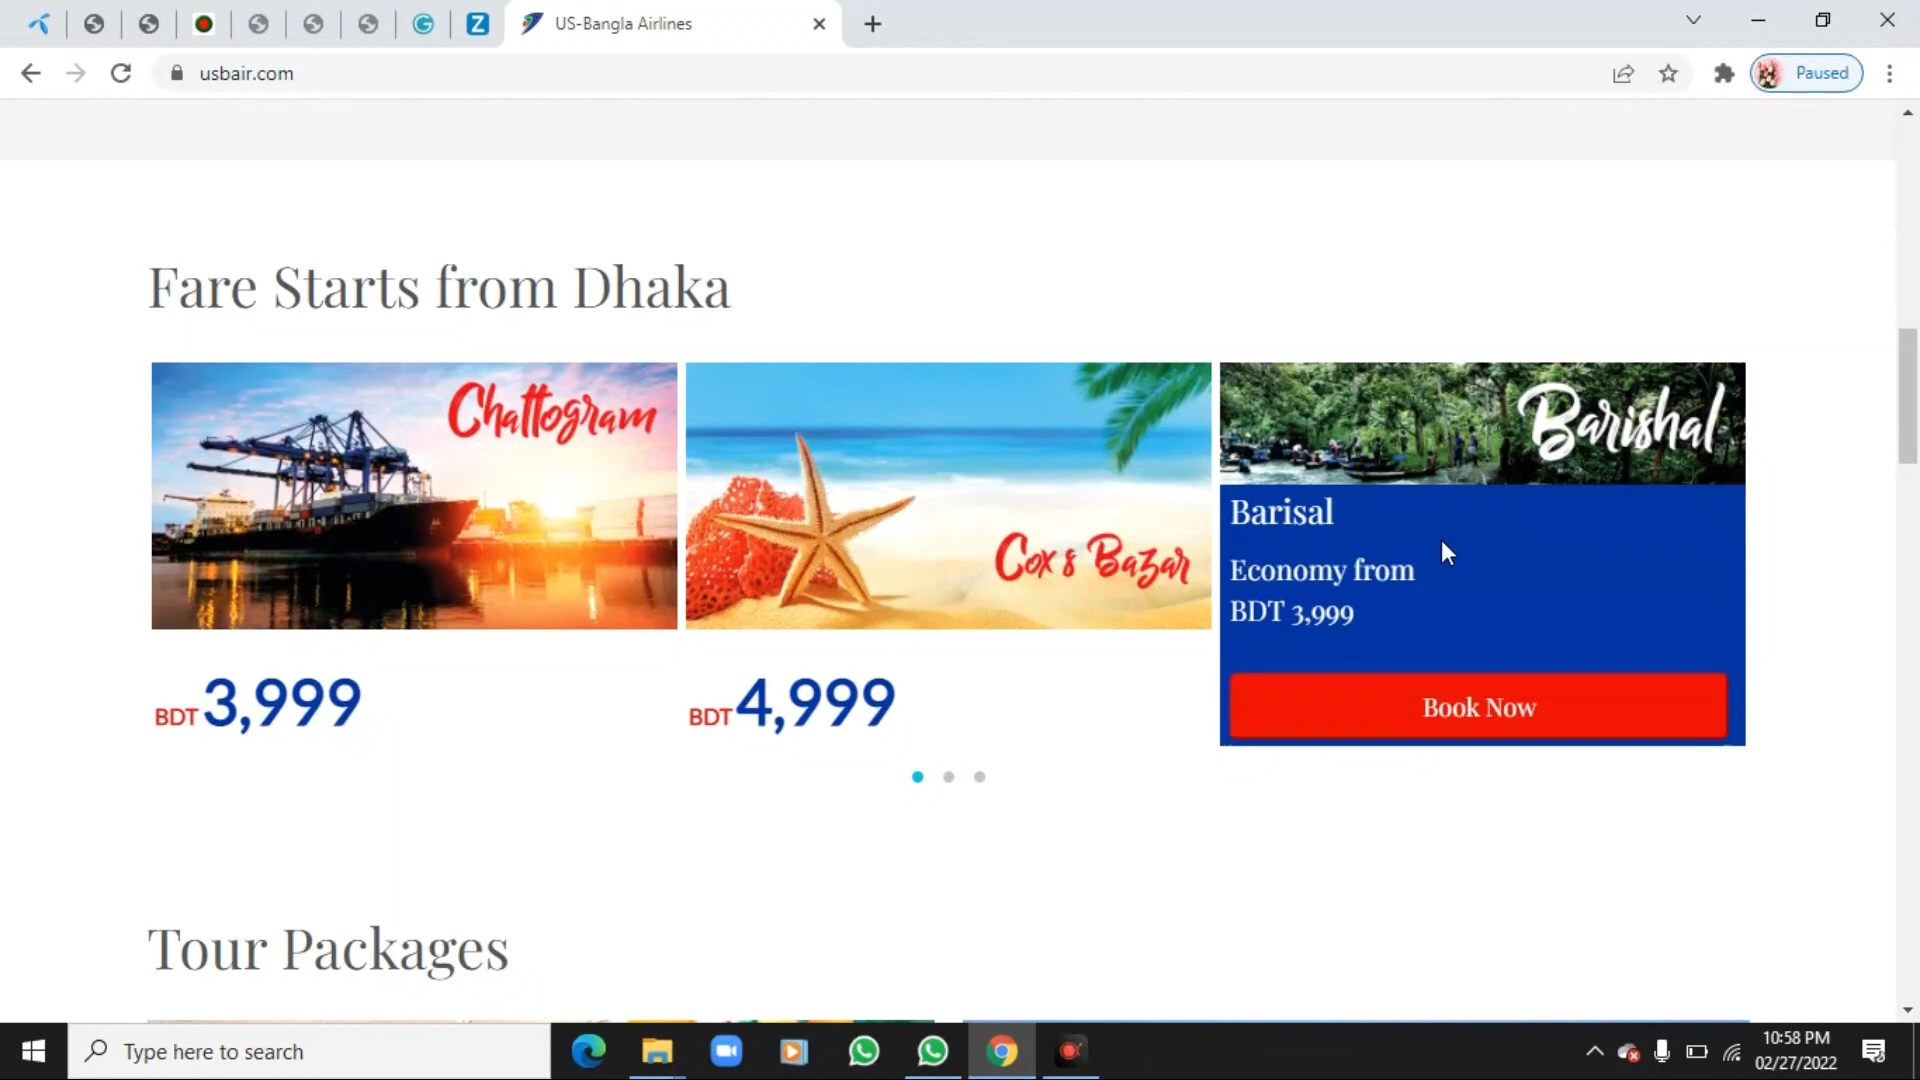 US-Bangla Airlines
usbair.com
Paused
Fare Starts from Dhaka
Chattogram
Cox s Bazar
Barishal
Barisal
Economy from
BDT 3,999
Book Now
BDT 3,999
BDT 4,999
Tour Packages
Type here to search
10:58 PM
02/27/2022